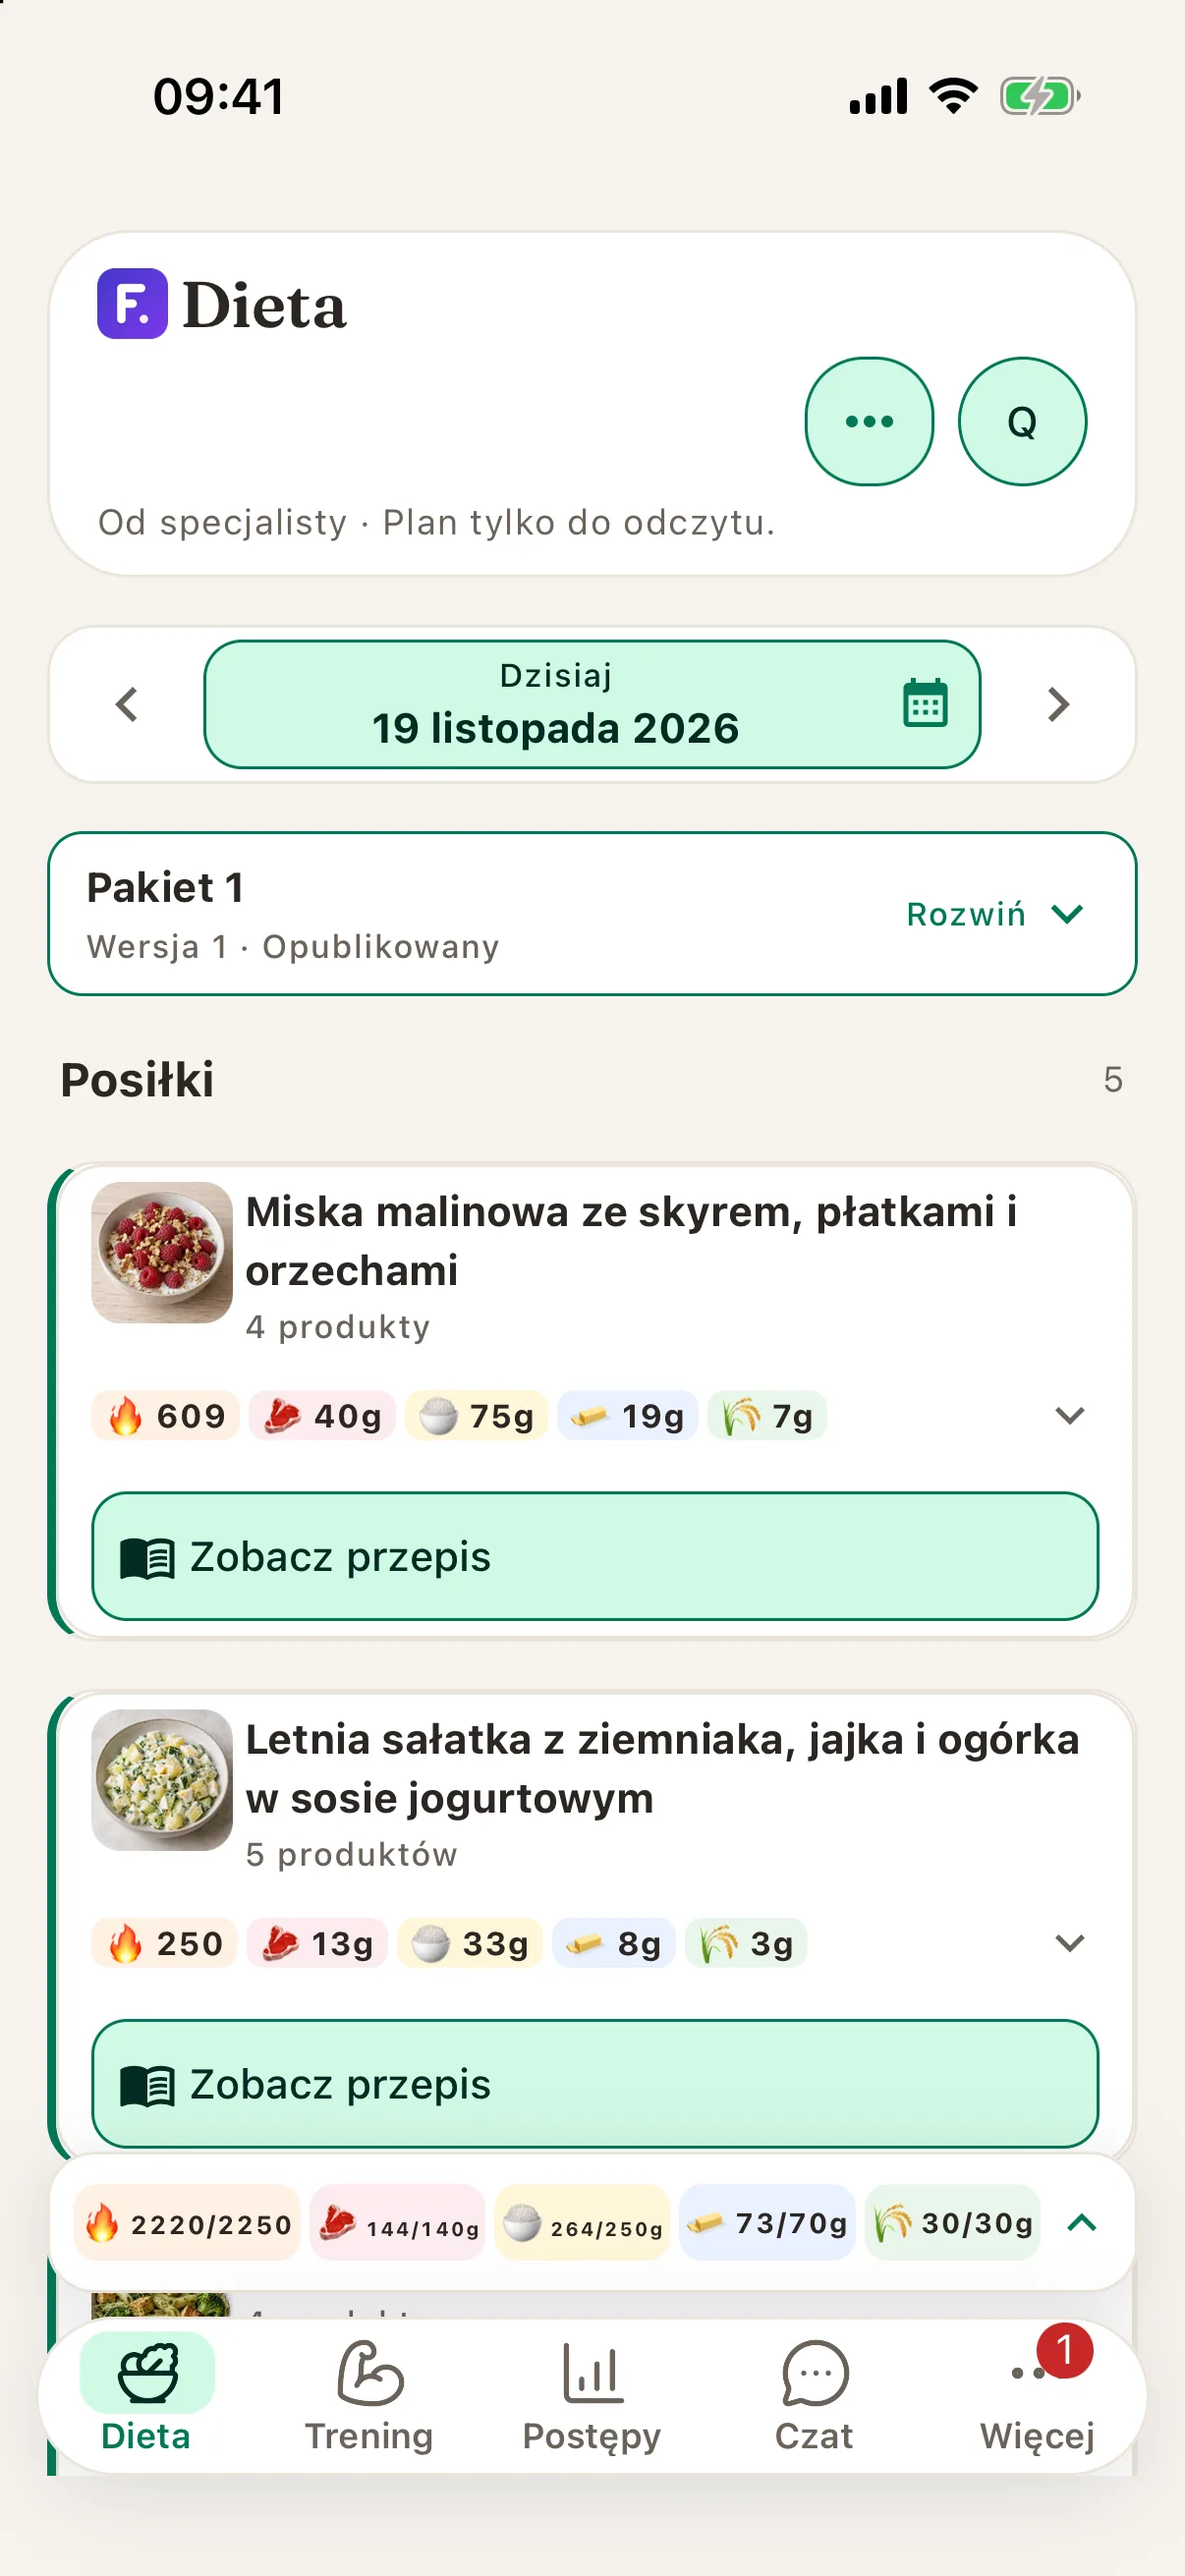 09:41
F. Dieta
Q
Od specjalisty · Plan tylko do odczytu.
Dzisiaj
19 listopada 2026
Pakiet 1
Wersja 1 · Opublikowany
Rozwiń
Posiłki
5
Miska malinowa ze skyrem, płatkami i
orzechami
4 produkty
609 40g 75g 19g 7g
Zobacz przepis
Letnia sałatka z ziemniaka, jajka i ogórka
w sosie jogurtowym
5 produktów
250 13g 33g 8g 3g
Zobacz przepis
2220/2250 144/140g 264/250g 73/70g 30/30g
1
Dieta Trening Postępy Czat Więcej